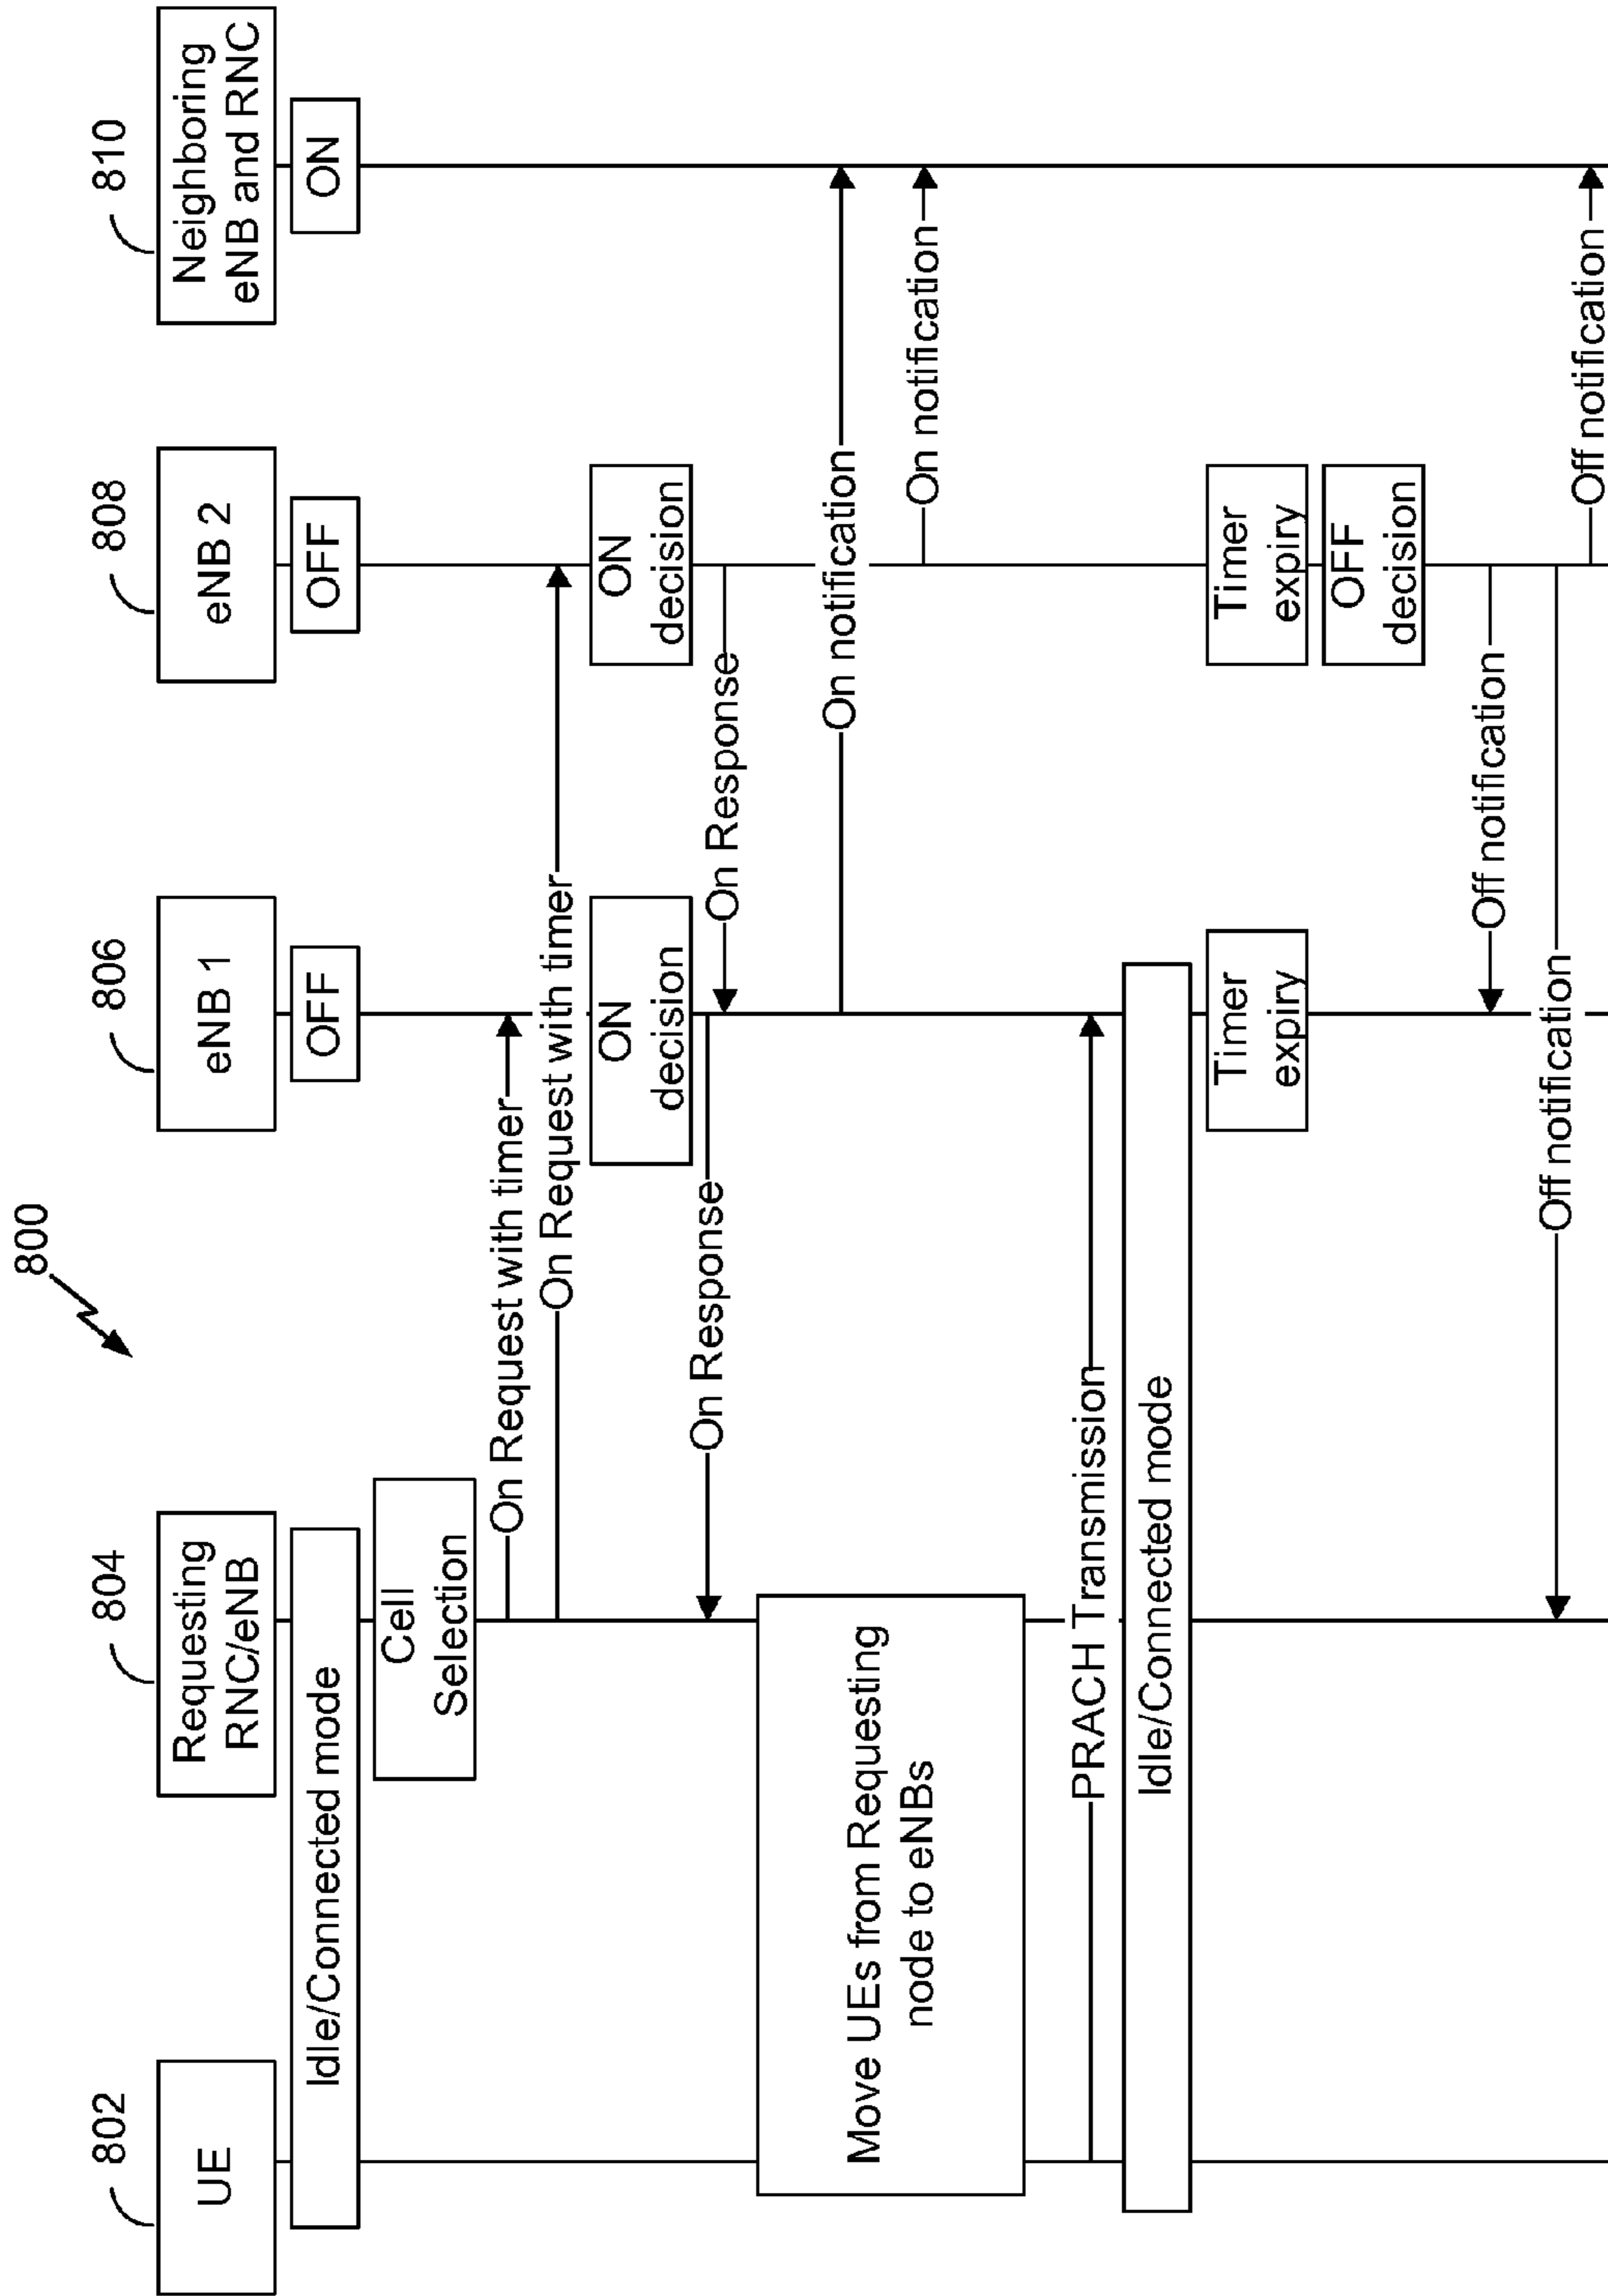 800
802
804
806
808
810
UE
Requesting
RNC/eNB
eNB 1
eNB 2
Neighboring
eNB and RNC
Idle/Connected mode
OFF
OFF
ON
Cell
Selection
On Request with timer
On Request with timer
ON
decision
ON
decision
On Response
On Response
Move UEs from Requesting
node to eNBs
On notification
On notification
PRACH Transmission
Idle/Connected mode
Timer
expiry
Timer
expiry
OFF
decision
Off notification
Off notification
Off notification